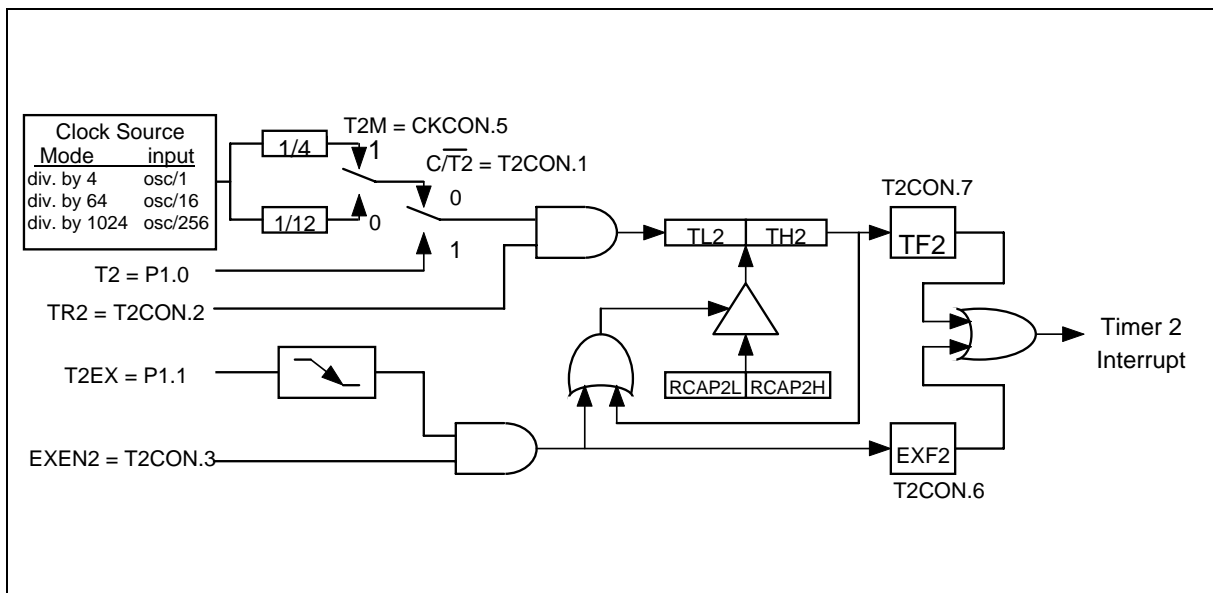 Clock Source
Mode input
div. by 4 osc/1
div. by 64 osc/16
div. by 1024 osc/256
1/4
1/12
T2M = CKCON.5
1
0
C/T2 = T2CON.1
0
1
T2 = P1.0
TR2 = T2CON.2
TL2 TH2
T2CON.7
TF2
RCAP2L RCAP2H
T2EX = P1.1
EXEN2 = T2CON.3
EXF2
T2CON.6
Timer 2
Interrupt